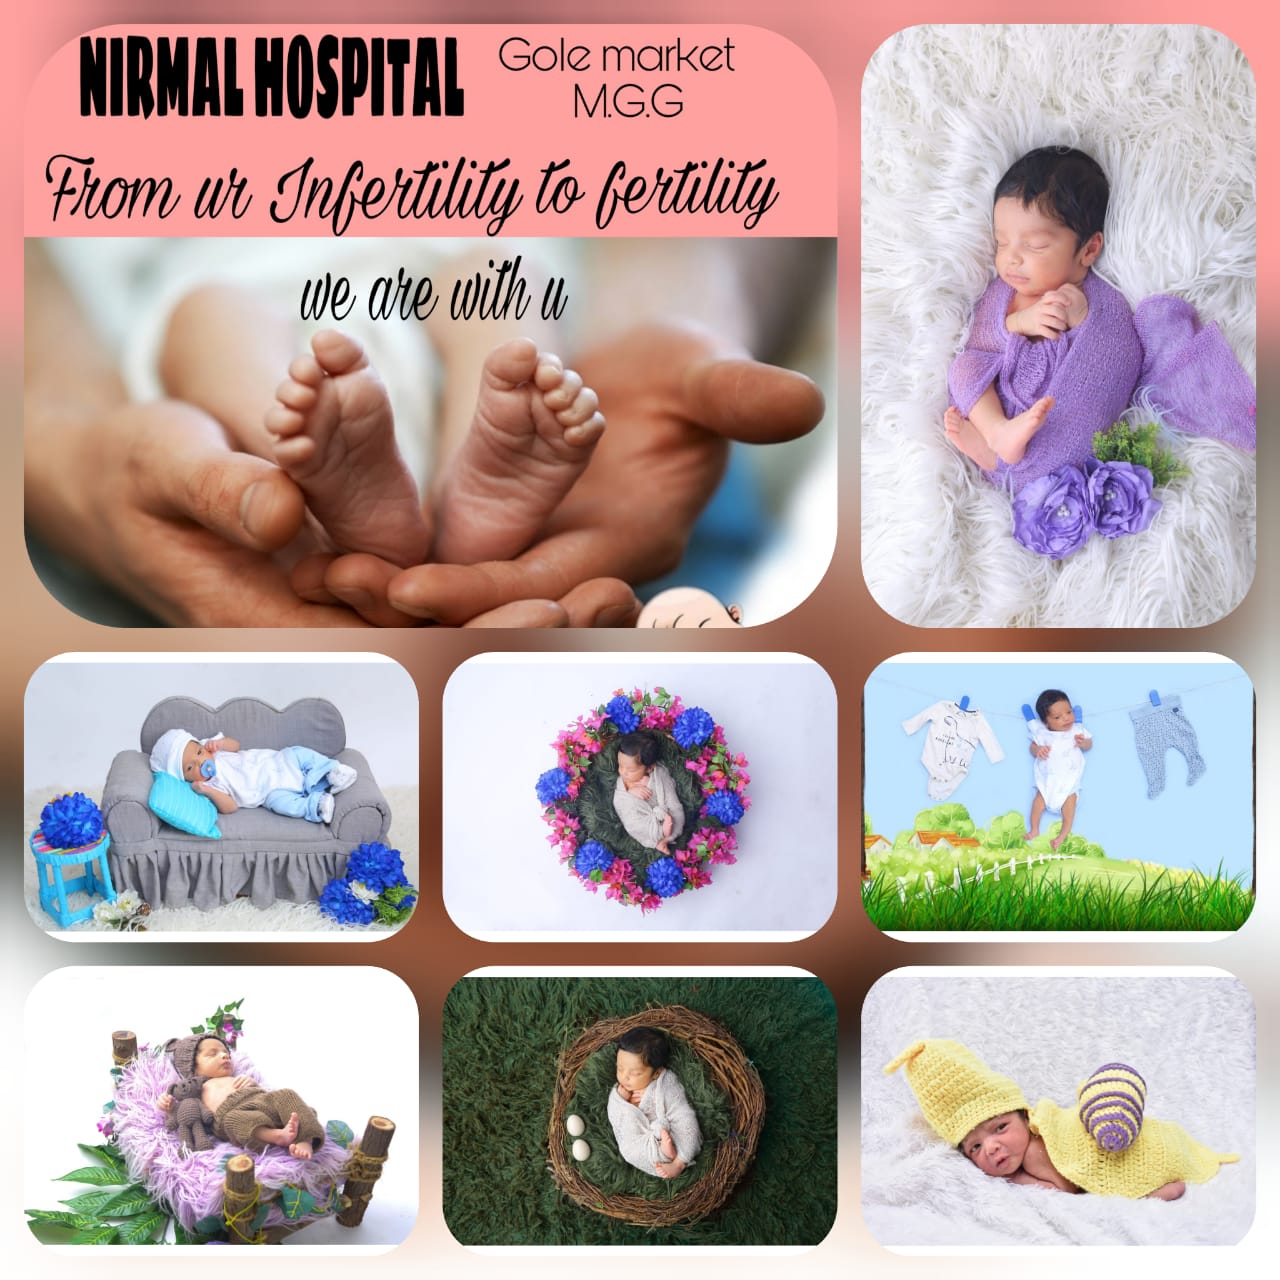 NIRMAL HOSPITAL
Gole market
M.G.G
From ur Infertility to fertility
we are with u